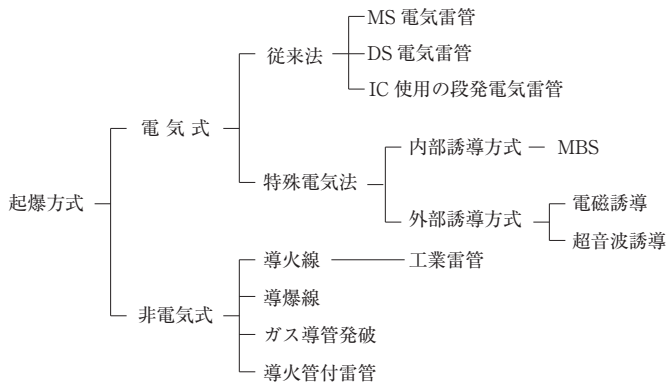 MS 電気雷管
従来法
DS 電気雷管
IC 使用の段発電気雷管
電 気 式
内部誘導方式
MBS
特殊電気法
電磁誘導
外部誘導方式
超音波誘導
起爆方式
導火線
工業雷管
導爆線
非電気式
ガス導管発破
導火管付雷管